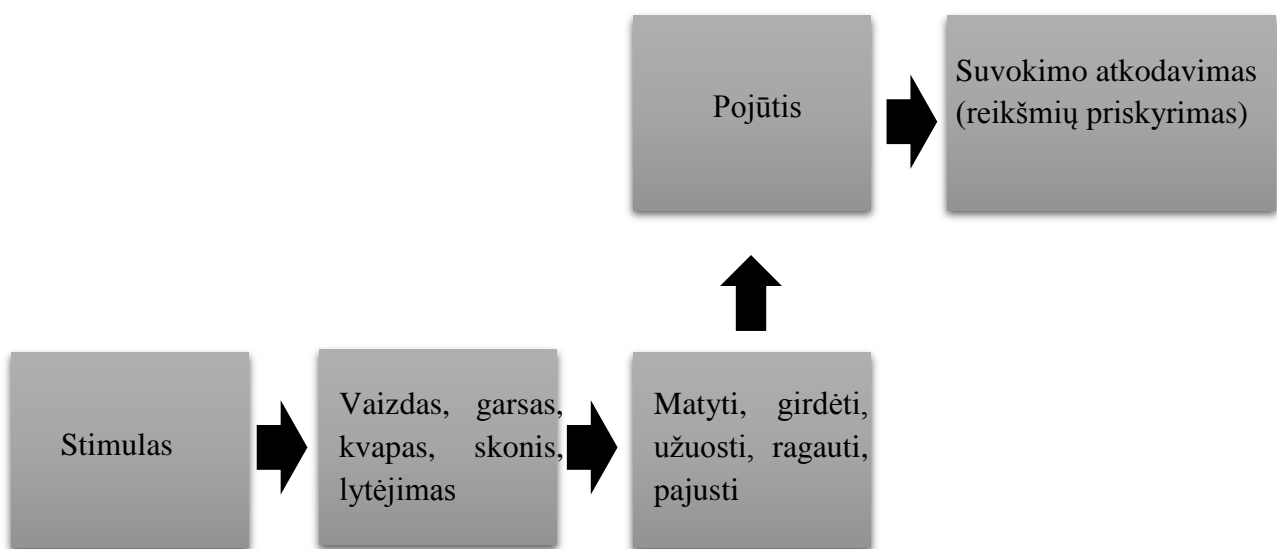 Pojūtis
Suvokimo atkodavimas
(reikšmių priskyrimas)
Stimulas
Vaizdas, garsas,
kvapas, skonis,
lytėjimas
Matyti, girdėti,
užuosti, ragauti,
pajusti